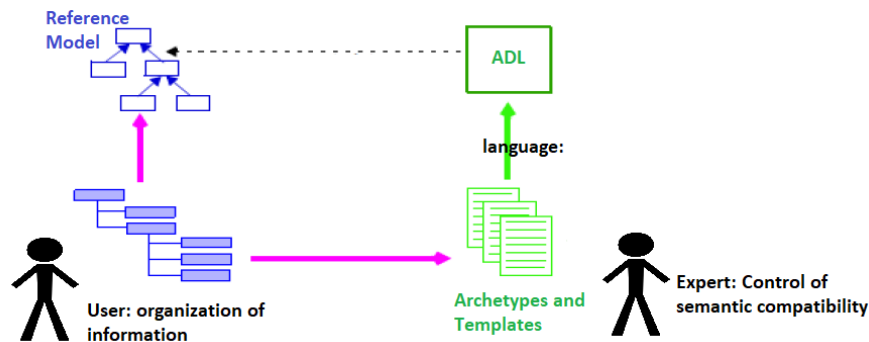 Reference
Model
ADL
language:
User: organization of
information
Archetypes and
Templates
Expert: Control of
semantic compatibility